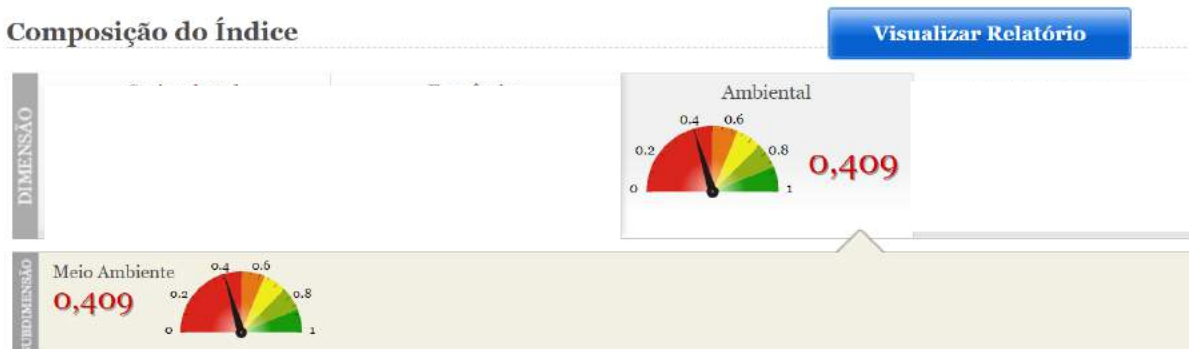 Composição do Índice
Visualizar Relatório
DIMENSÃO
Ambiental
0 0.2 0.4 0.6 0.8 1
0,409
SUBDIMENSÃO
Meio Ambiente
0,409
0 0.2 0.4 0.6 0.8 1